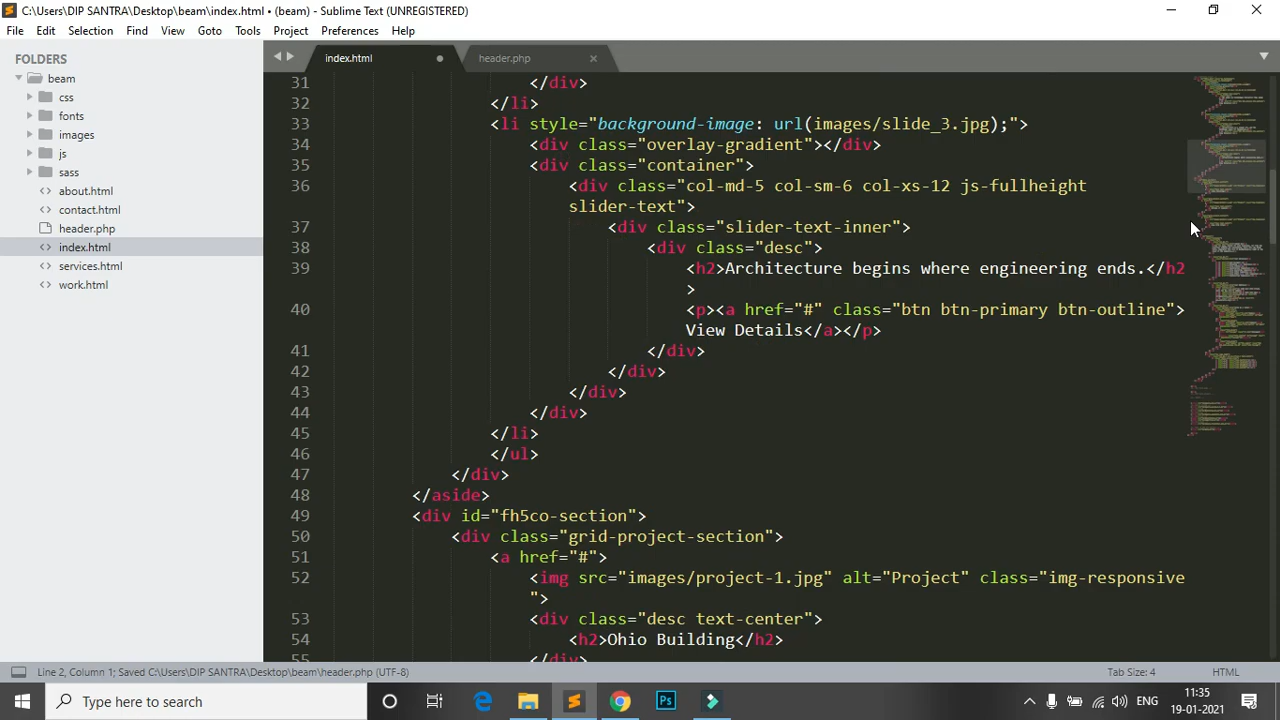 C:\Users\DIP SANTRA\Desktop\beam\index.html • (beam) - Sublime Text (UNREGISTERED)
File Edit Selection Find View Goto Tools Project Preferences Help
FOLDERS
beam
css
fonts
images
js
sass
about.html
contact.html
header.php
index.html
services.html
work.html
index.html header.php
31 </div>
32 </li>
33 <li style="background-image: url(images/slide_3.jpg);">
34 <div class="overlay-gradient"></div>
35 <div class="container">
36 <div class="col-md-5 col-sm-6 col-xs-12 js-fullheight
slider-text">
37 <div class="slider-text-inner">
38 <div class="desc">
39 <h2>Architecture begins where engineering ends.</h2
>
40 <p><a href="#" class="btn btn-primary btn-outline">
View Details</a></p>
41 </div>
42 </div>
43 </div>
44 </div>
45 </li>
46 </ul>
47 </div>
48 </aside>
49 <div id="fh5co-section">
50 <div class="grid-project-section">
51 <a href="#">
52 <img src="images/project-1.jpg" alt="Project" class="img-responsive
">
53 <div class="desc text-center">
54 <h2>Ohio Building</h2>
55 </div>
Line 2, Column 1; Saved C:\Users\DIP SANTRA\Desktop\beam\header.php (UTF-8) Tab Size: 4 HTML
Type here to search
Ps
ENG
11:35
19-01-2021